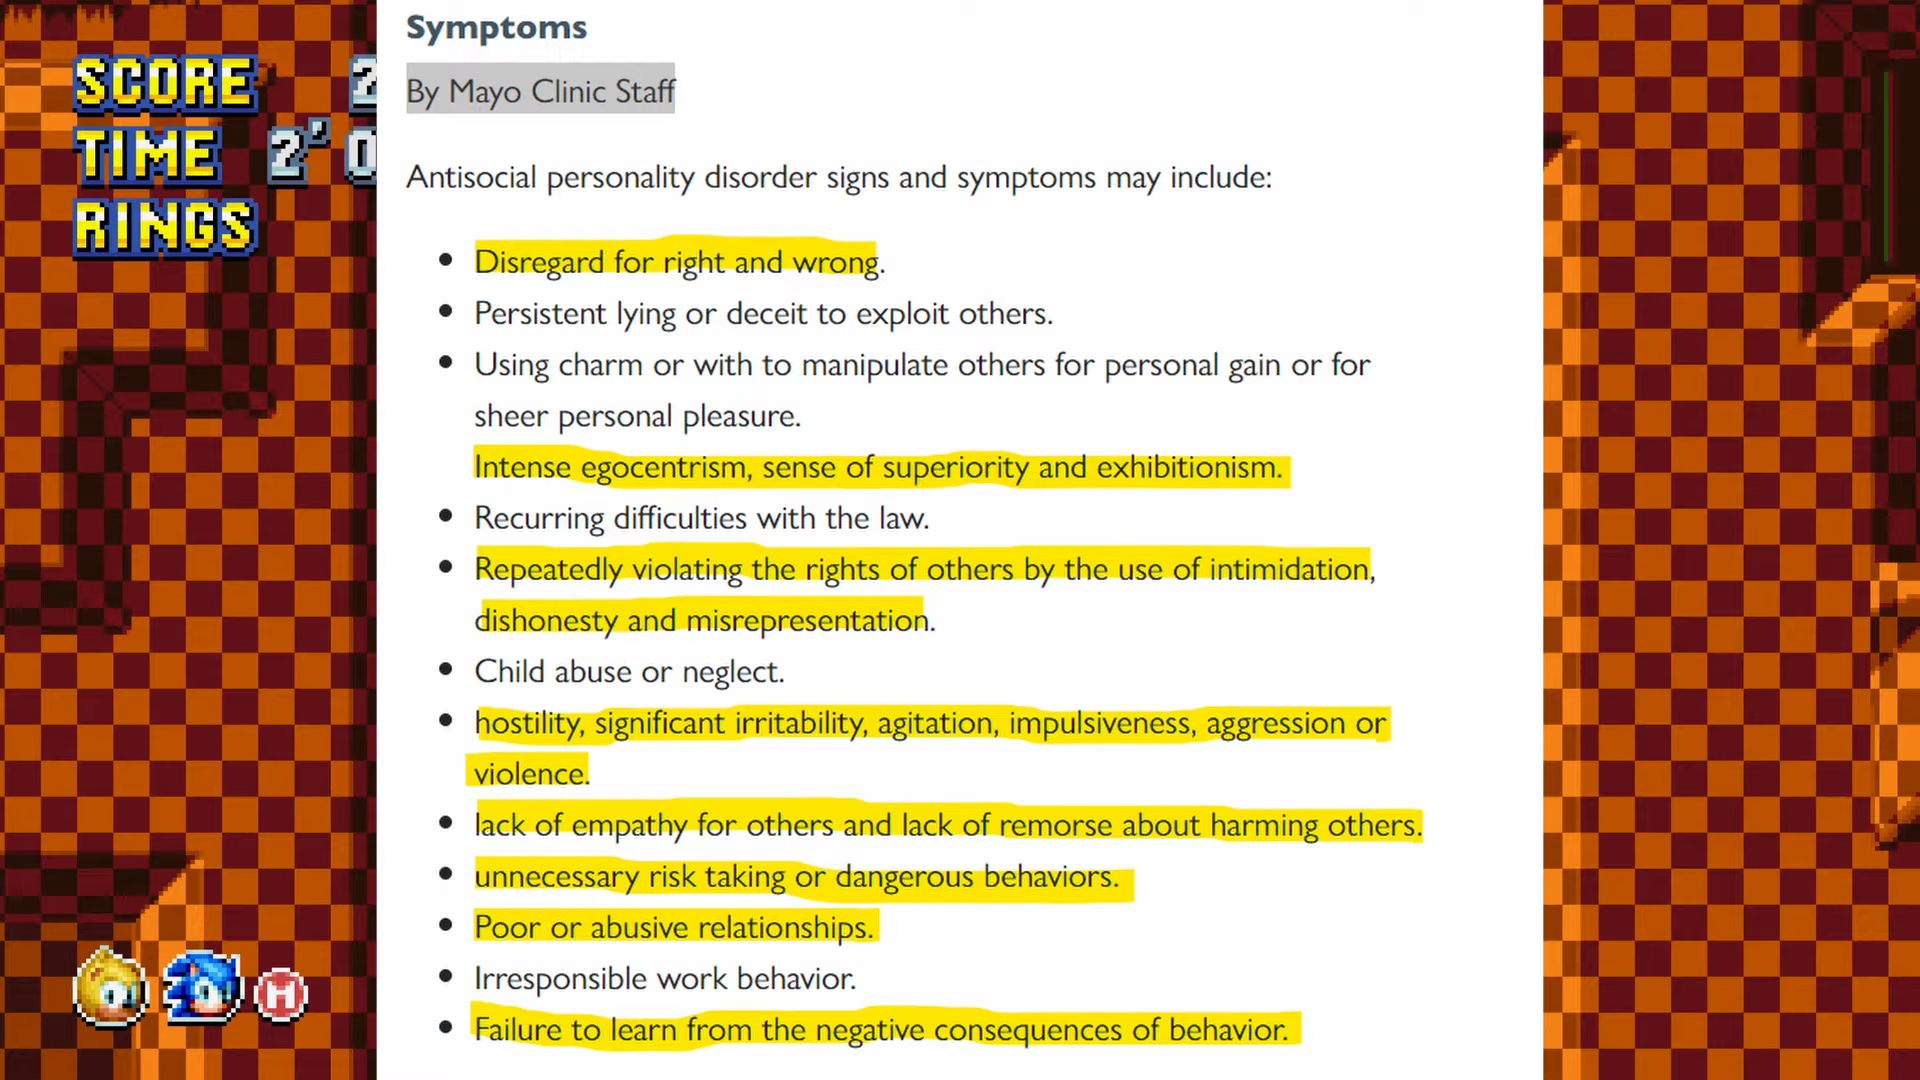 Symptoms
By Mayo Clinic Staff
SCORE 2
TIME 2' 0
RINGS
Antisocial personality disorder signs and symptoms may include:
• Disregard for right and wrong.
• Persistent lying or deceit to exploit others.
• Using charm or with to manipulate others for personal gain or for
sheer personal pleasure.
Intense egocentrism, sense of superiority and exhibitionism.
• Recurring difficulties with the law.
• Repeatedly violating the rights of others by the use of intimidation,
dishonesty and misrepresentation.
• Child abuse or neglect.
• hostility, significant irritability, agitation, impulsiveness, aggression or
violence.
• lack of empathy for others and lack of remorse about harming others.
• unnecessary risk taking or dangerous behaviors.
• Poor or abusive relationships.
• Irresponsible work behavior.
• Failure to learn from the negative consequences of behavior.
M